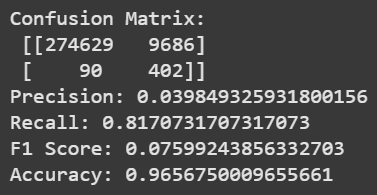 Confusion Matrix:
[[274629 9686]
[ 90 402]]
Precision: 0.039849325931800156
Recall: 0.8170731707317073
F1 Score: 0.07599243856332703
Accuracy: 0.9656750009655661